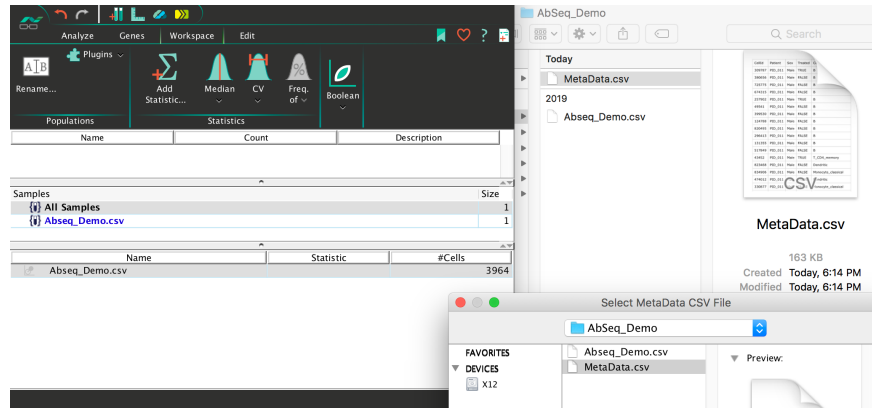 AbSeq_Demo
Analyze Genes Workspace Edit
Search
Plugins
Rename...
Add Statistic...
Median
CV
Freq. of
Boolean
Populations
Statistics
Name Count Description
Samples Size
All Samples 1
Abseq_Demo.csv 1
Name Statistic #Cells
Abseq_Demo.csv 3964
Today
MetaData.csv
2019
Abseq_Demo.csv
CSV
MetaData.csv
163 KB
Created Today, 6:14 PM
Modified Today, 6:14 PM
Select MetaData CSV File
AbSeq_Demo
FAVORITES
DEVICES
X12
Abseq_Demo.csv
MetaData.csv
Preview: